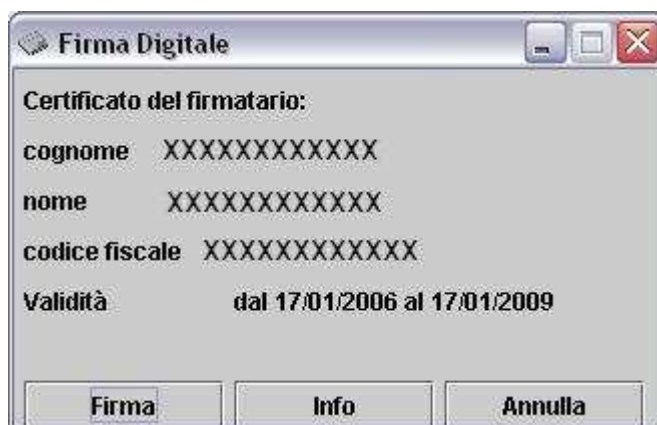 Firma Digitale
Certificato del firmatario:
cognome XXXXXXXXXXXX
nome XXXXXXXXXXXX
codice fiscale XXXXXXXXXXXX
Validità dal 17/01/2006 al 17/01/2009
Firma Info Annulla